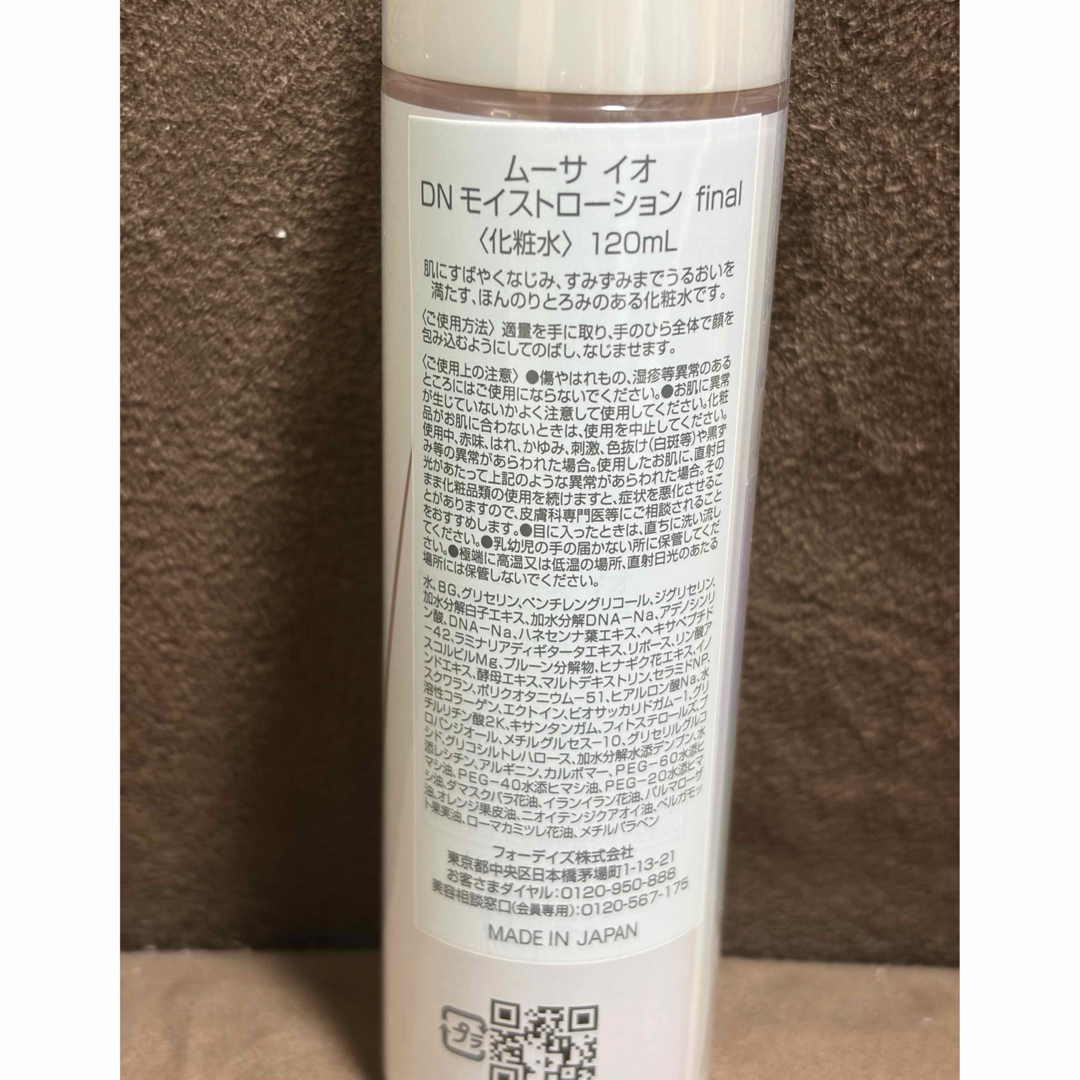 ムーサ イオ
DN モイストローション final
〈化粧水〉 120mL
肌にすばやくなじみ、すみずみまでうるおいを
満たす、ほんのりとろみのある化粧水です。
〈ご使用方法〉適量を手に取り、手のひら全体で顔を
包み込むようにしてのばし、なじませます。
〈ご使用上の注意〉●傷やはれもの、湿疹等異常のある
ところにはご使用にならないでください。●お肌に異常
が生じていないかよく注意して使用してください。化粧
品がお肌に合わないときは、使用を中止してください。
使用中、赤味、はれ、かゆみ、刺激、色抜け(白斑等)や黒ず
み等の異常があらわれた場合。使用したお肌に、直射日
光があたって上記のような異常があらわれた場合。その
まま化粧品類の使用を続けますと、症状を悪化させるこ
とがありますので、皮膚科専門医等にご相談されること
をおすすめします。●目に入ったときは、直ちに洗い流し
てください。●乳幼児の手の届かない所に保管してくだ
さい。●極端に高温又は低温の場所、直射日光のあたる
場所には保管しないでください。
水、BG、グリセリン、ペンチレングリコール、ジグリセリン、
加水分解白子エキス、加水分解DNA-Na、アデノシンリ
ン酸、DNA-Na、ハネセンナ葉エキス、ヘキサペプチド
-42、ラミナリアディギタータエキス、リボース、リン酸ア
スコルビルMg、プルーン分解物、ヒナギク花エキス、イノ
ンドエキス、酵母エキス、マルトデキストリン、セラミドNP、
スクワラン、ポリクオタニウム-51、ヒアルロン酸Na、水
溶性コラーゲン、エクトイン、ビオサッカリドガム-1、グリ
チルリチン酸2K、キサンタンガム、フィトステロールズ、プ
ロパンジオール、メチルグルセス-10、グリセリルグルコ
シド、グリコシルトレハロース、加水分解水添デンプン、水
添レシチン、アルギニン、カルボマー、PEG-60水添ヒ
マシ油、PEG-40水添ヒマシ油、PEG-20水添ヒマ
シ油、ダマスクバラ花油、イランイラン花油、パルマローザ
油、オレンジ果皮油、ニオイテンジクアオイ油、ベルガモッ
ト果実油、ローマカミツレ花油、メチルパラベン
フォーデイズ株式会社
東京都中央区日本橋茅場町1-13-21
お客さまダイヤル:0120-950-888
美容相談窓口(会員専用):0120-567-175
MADE IN JAPAN
プラ